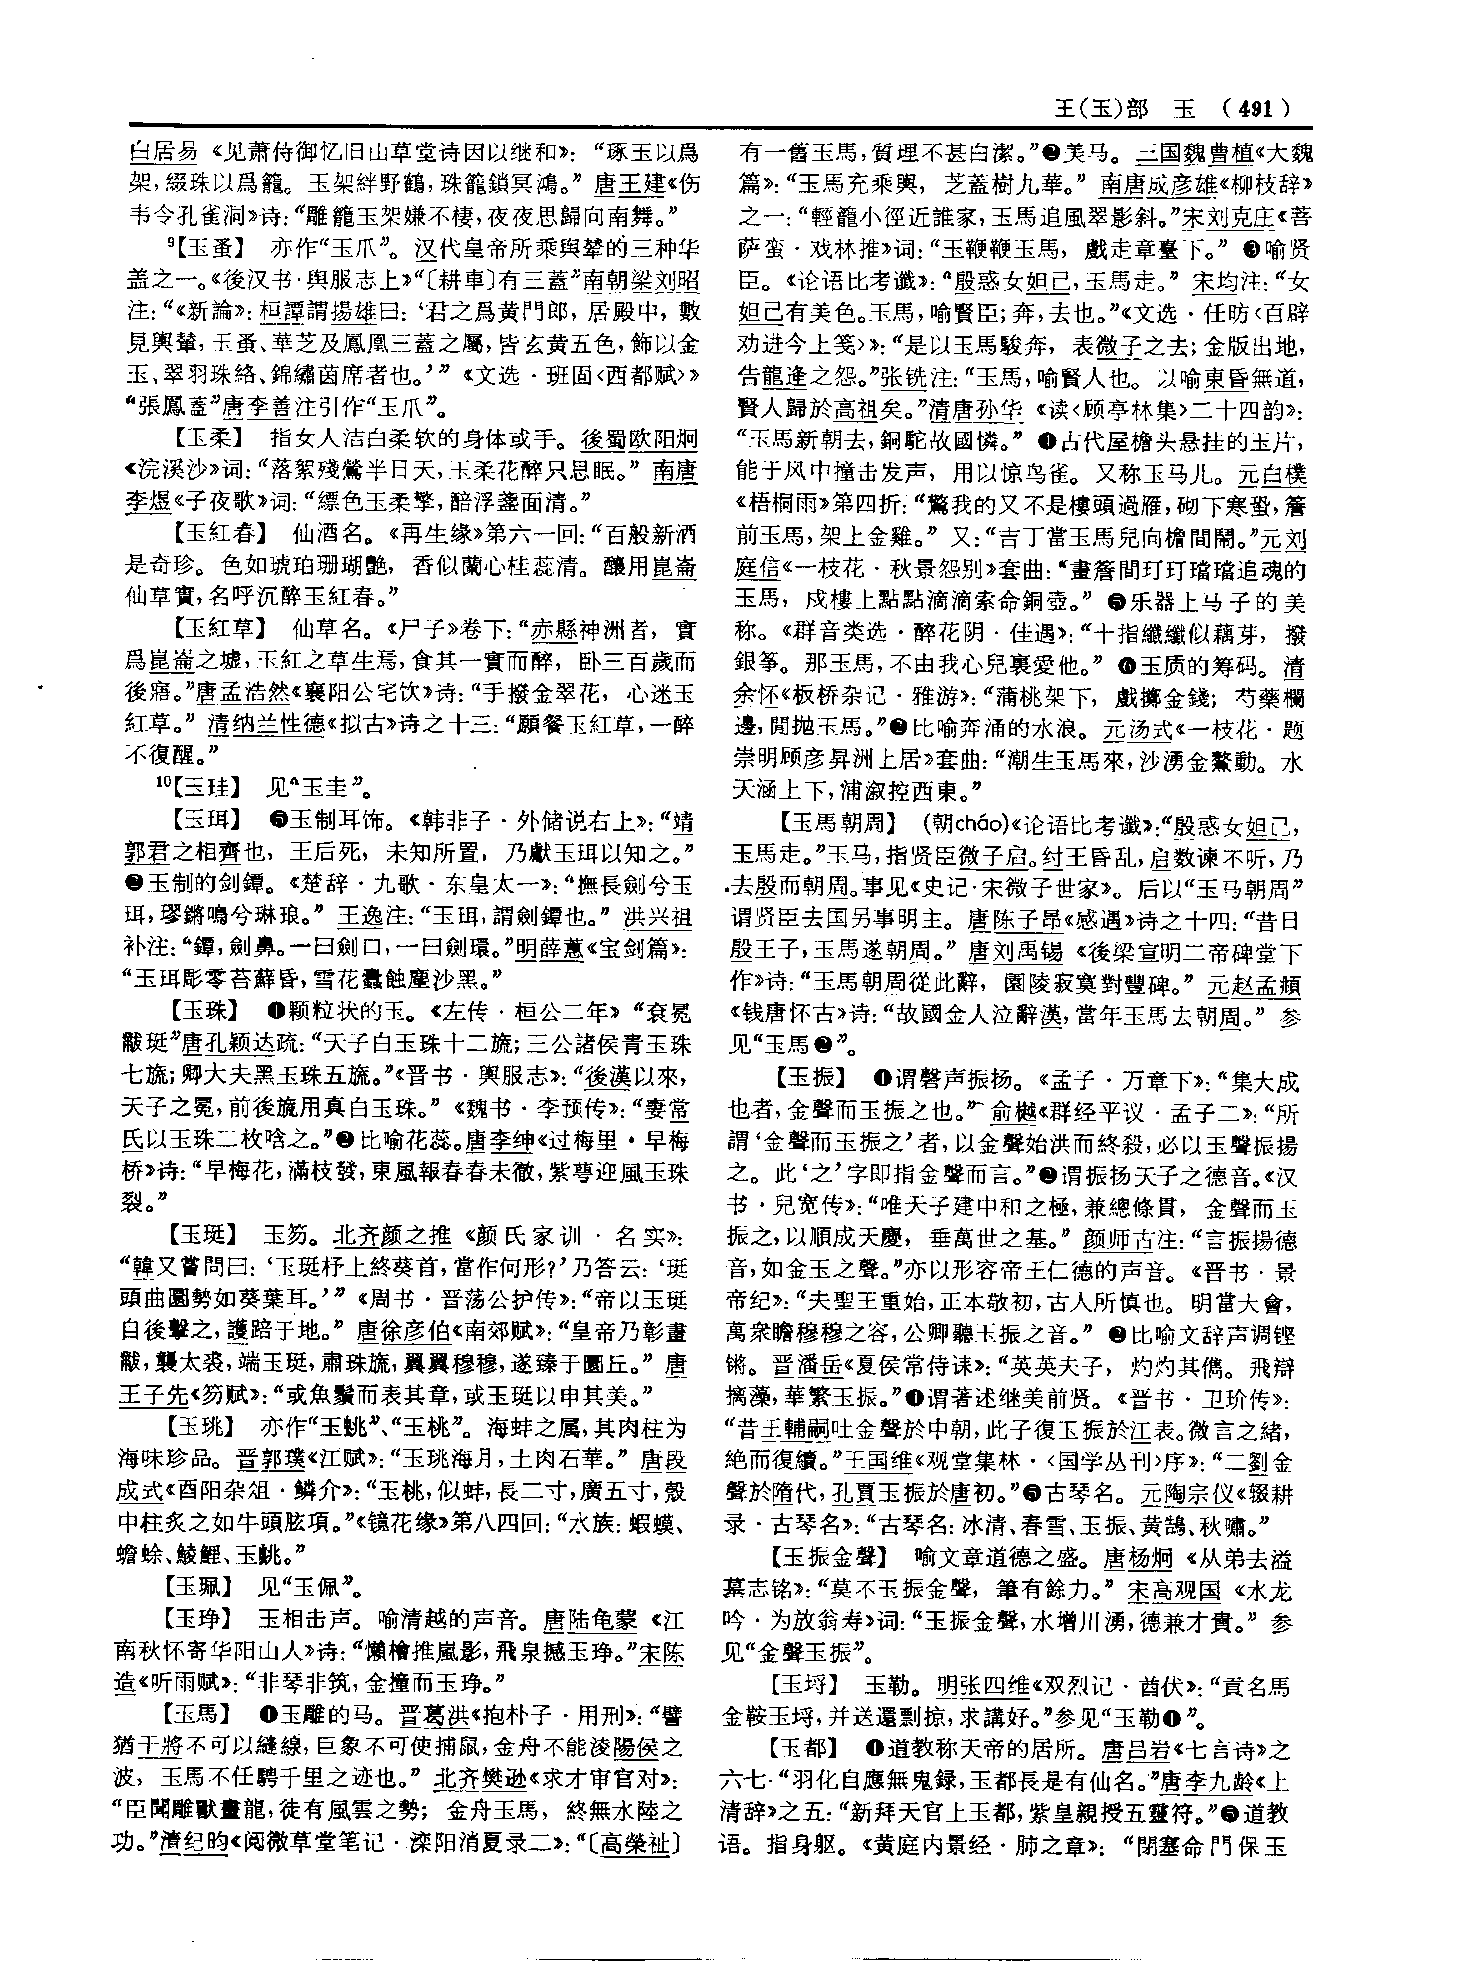 王(玉)部　玉　(491)
白居易《见萧侍御忆旧山草堂诗因以继和》：“琢玉以爲
架，綴珠以爲籠。玉架絆野鶴，珠籠鎖冥鴻。”唐王建《伤
韦令孔雀洞》诗：“雕籠玉架嫌不棲，夜夜思歸向南舞。”
⁹【玉蚤】　亦作“玉爪”。汉代皇帝所乘舆辇的三种华
盖之一。《後汉书·舆服志上》“〔耕車〕有三蓋”南朝梁刘昭
注：“《新論》：桓譚謂揚雄曰：‘君之爲黄門郎，居殿中，數
見輿輦，玉蚤、華芝及鳳凰三蓋之屬，皆玄黄五色，飾以金
玉、翠羽珠絡、錦繡茵席者也。’”《文选·班固〈西都赋〉》
“張鳳蓋”唐李善注引作“玉爪”。
【玉柔】　指女人洁白柔软的身体或手。後蜀欧阳炯
《浣溪沙》词：“落絮殘鶯半日天，玉柔花醉只思眠。”南唐
李煜《子夜歌》词：“縹色玉柔擎，醅浮盞面清。”
【玉紅春】　仙酒名。《再生缘》第六一回：“百般新酒
是奇珍。色如琥珀珊瑚艷，香似蘭心桂蕊清。釀用崑崙
仙草實，名呼沉醉玉紅春。”
【玉紅草】　仙草名。《尸子》卷下：“赤縣神洲者，實
爲崑崙之墟，玉紅之草生焉，食其一實而醉，卧三百歲而
後寤。”唐孟浩然《襄阳公宅饮》诗：“手撥金翠花，心迷玉
紅草。”清纳兰性德《拟古》诗之十三：“願餐玉紅草，一醉
不復醒。”
¹⁰【玉珪】　见“玉圭”。
【玉珥】　❶玉制耳饰。《韩非子·外储说右上》：“靖
郭君之相齊也，王后死，未知所置，乃獻玉珥以知之。”
❷玉制的剑鐔。《楚辞·九歌·东皇太一》：“撫長劍兮玉
珥，璆鏘鳴兮琳琅。”王逸注：“玉珥，謂劍鐔也。”洪兴祖
补注：“鐔，劍鼻。一曰劍口，一曰劍環。”明薛蕙《宝剑篇》：
“玉珥彫零苔蘚昏，雪花蠹蝕塵沙黑。”
【玉珠】　❶颗粒状的玉。《左传·桓公二年》“衮冕
黻珽”唐孔颖达疏：“天子白玉珠十二旒；三公諸侯青玉珠
七旒；卿大夫黑玉珠五旒。”《晋书·舆服志》：“後漢以來，
天子之冕，前後旒用真白玉珠。”《魏书·李预传》：“妻常
氏以玉珠二枚唅之。”❷比喻花蕊。唐李绅《过梅里·早梅
桥》诗：“早梅花，滿枝發，東風報春春未徹，紫萼迎風玉珠
裂。”
【玉珽】　玉笏。北齐颜之推《颜氏家训·名实》：
“韓又嘗問曰：‘玉珽杼上終葵首，當作何形？’乃答云：‘珽
頭曲圜勢如葵葉耳。’”《周书·晋荡公护传》：“帝以玉珽
自後擊之，護踣于地。”唐徐彦伯《南郊赋》：“皇帝乃彰畫
黻，襲太裘，端玉珽，肅珠旒，翼翼穆穆，遂臻于圜丘。”唐
王子先《笏赋》：“或魚鬚而表其章，或玉珽以申其美。”
【玉珧】　亦作“玉䂪”、“玉桃”。海蚌之属，其肉柱为
海味珍品。晋郭璞《江赋》：“玉珧海月，土肉石華。”唐段
成式《酉阳杂俎·鳞介》：“玉桃，似蚌，長二寸，廣五寸，殼
中柱炙之如牛頭胘項。”《镜花缘》第八四回：“水族：蝦蟆、
蟾蜍、鯪鯉、玉。”
【玉珮】　见“玉佩”。
【玉琤】　玉相击声。喻清越的声音。唐陆龟蒙《江
南秋怀寄华阳山人》诗：“懶檜推嵐影，飛泉撼玉琤。”宋陈
造《听雨赋》：“非琴非筑，金撞而玉琤。”
【玉馬】　❶玉雕的马。晋葛洪《抱朴子·用刑》：“譬
猶干將不可以縫線，巨象不可使捕鼠，金舟不能淩陽侯之
波，玉馬不任騁千里之迹也。”北齐樊逊《求才审官对》：
“臣聞雕獸畫龍，徒有風雲之勢；金舟玉馬，終無水陸之
功。”清纪昀《阅微草堂笔记·滦阳消夏录二》：“〔高榮祉〕
有一舊玉馬，質理不甚白潔。”❷美马。三国魏曹植《大魏
篇》：“玉馬充乘輿，芝蓋樹九華。”南唐成彦雄《柳枝辞》
之一：“輕籠小徑近誰家，玉馬追風翠影斜。”宋刘克庄《菩
萨蛮·戏林推》词：“玉鞭鞭玉馬，戲走章臺下。”❸喻贤
臣。《论语比考谶》：“殷惑女妲己，玉馬走。”宋均注：“女
妲己有美色。玉馬，喻賢臣；奔，去也。”《文选·任昉〈百辟
劝进今上笺〉》：“是以玉馬駿奔，表微子之去；金版出地，
告龍逄之怨。”张铣注：“玉馬，喻賢人也。以喻東昏無道，
賢人歸於高祖矣。”清唐孙华《读〈顾亭林集〉二十四韵》：
“玉馬新朝去，銅駝故國憐。”❹古代屋檐头悬挂的玉片，
能于风中撞击发声，用以惊鸟雀。又称玉马儿。元白樸
《梧桐雨》第四折：“驚我的又不是樓頭過雁，砌下寒蛩，簷
前玉馬，架上金雞。”又：“吉丁當玉馬兒向檐間鬧。”元刘
庭信《一枝花·秋景怨别》套曲：“畫簷間玎玎璫璫追魂的
玉馬，戍樓上點點滴滴索命銅壺。”❺乐器上马子的美
称。《群音类选·醉花阴·佳遇》：“十指纖纖似藕芽，撥
銀箏。那玉馬，不由我心兒裏愛他。”❻玉质的筹码。清
余怀《板桥杂记·雅游》：“蒲桃架下，戲擲金錢；芍藥欄
邊，閒抛玉馬。”❼比喻奔涌的水浪。元汤式《一枝花·题
崇明顾彦昇洲上居》套曲：“潮生玉馬來，沙湧金鰲動。水
天涵上下，浦溆控西東。”
【玉馬朝周】　(朝cháo)《论语比考谶》：“殷惑女妲己，
玉馬走。”玉马，指贤臣微子启。纣王昏乱，启数谏不听，乃
去殷而朝周。事见《史记·宋微子世家》。后以“玉马朝周”
谓贤臣去国另事明主。唐陈子昂《感遇》诗之十四：“昔日
殷王子，玉馬遂朝周。”唐刘禹锡《後梁宣明二帝碑堂下
作》诗：“玉馬朝周從此辭，園陵寂寞對豐碑。”元赵孟頫
《钱唐怀古》诗：“故國金人泣辭漢，當年玉馬去朝周。”参
见“玉馬❸”。
【玉振】　❶谓磬声振扬。《孟子·万章下》：“集大成
也者，金聲而玉振之也。”俞樾《群经平议·孟子二》：“所
謂‘金聲而玉振之’者，以金聲始洪而終殺，必以玉聲振揚
之。此‘之’字即指金聲而言。”❷谓振扬天子之德音。《汉
书·兒宽传》：“唯天子建中和之極，兼總條貫，金聲而玉
振之，以順成天慶，垂萬世之基。”颜师古注：“言振揚德
音，如金玉之聲。”亦以形容帝王仁德的声音。《晋书·景
帝纪》：“夫聖王重始，正本敬初，古人所慎也。明當大會，
萬衆瞻穆穆之容，公卿聽玉振之音。”❸比喻文辞声调铿
锵。晋潘岳《夏侯常侍诔》：“英英夫子，灼灼其儁。飛辯
摛藻，華繁玉振。”❹谓著述继美前贤。《晋书·卫玠传》：
“昔王輔嗣吐金聲於中朝，此子復玉振於江表。微言之緒，
絶而復續。”王国维《观堂集林·〈国学丛刊〉序》：“二劉金
聲於隋代，孔賈玉振於唐初。”❺古琴名。元陶宗仪《辍耕
录·古琴名》：“古琴名：冰清、春雪、玉振、黄鵠、秋嘯。”
【玉振金聲】　喻文章道德之盛。唐杨炯《从弟去溢
墓志铭》：“莫不玉振金聲，筆有餘力。”宋高观国《水龙
吟·为放翁寿》词：“玉振金聲，水增川湧，德兼才貴。”参
见“金聲玉振”。
【玉埒】　玉勒。明张四维《双烈记·酋伏》：“貢名馬
金鞍玉埒，并送還剽掠，求講好。”参见“玉勒❶”。
【玉都】　❶道教称天帝的居所。唐吕岩《七言诗》之
六七：“羽化自應無鬼録，玉都長是有仙名。”唐李九龄《上
清辞》之五：“新拜天官上玉都，紫皇親授五靈符。”❷道教
语。指身躯。《黄庭内景经·肺之章》：“閉塞命門保玉